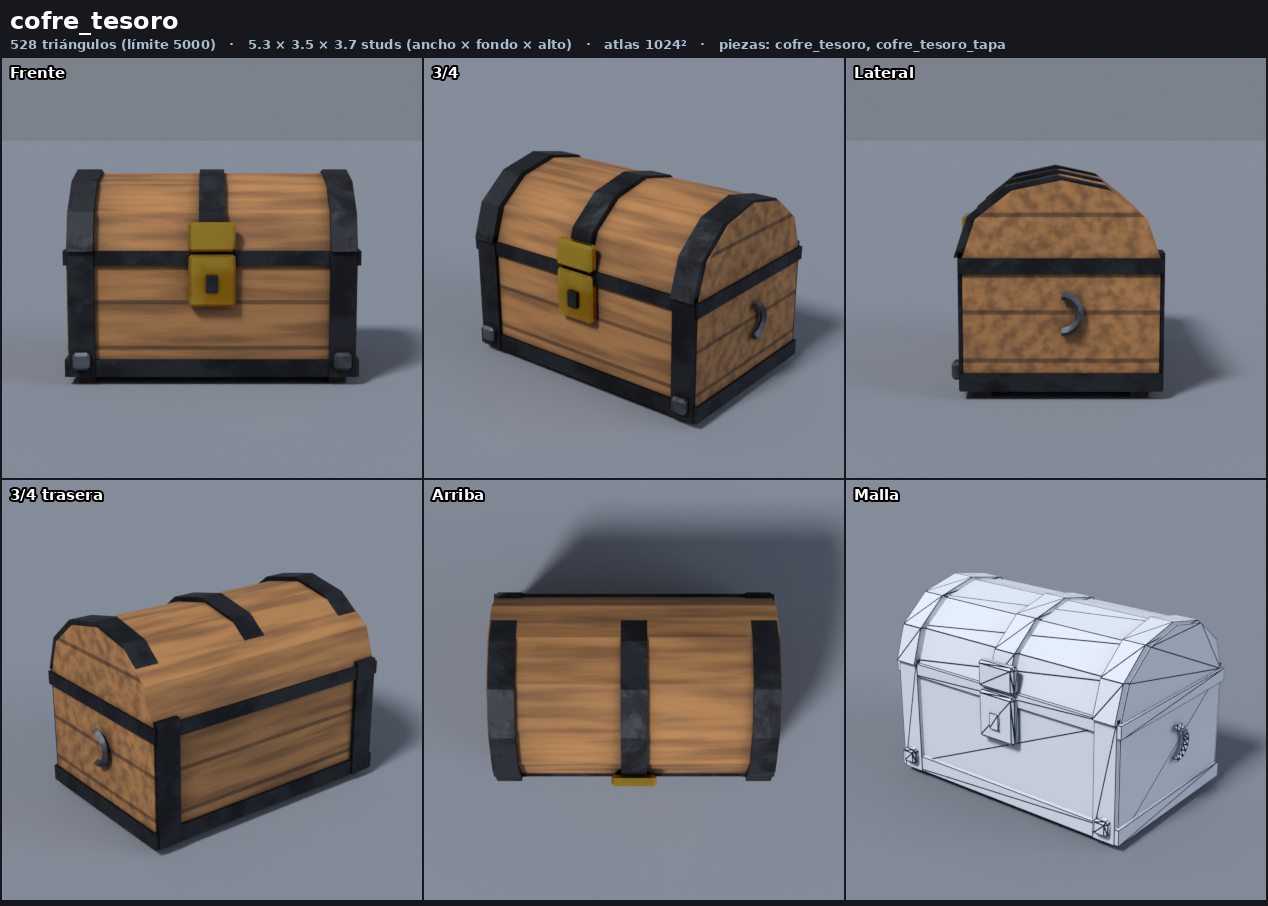 cofre_tesoro
528 triángulos (límite 5000) · 5.3 × 3.5 × 3.7 studs (ancho × fondo × alto) · atlas 1024² · piezas: cofre_tesoro, cofre_tesoro_tapa
Frente
3/4
Lateral
3/4 trasera
Arriba
Malla